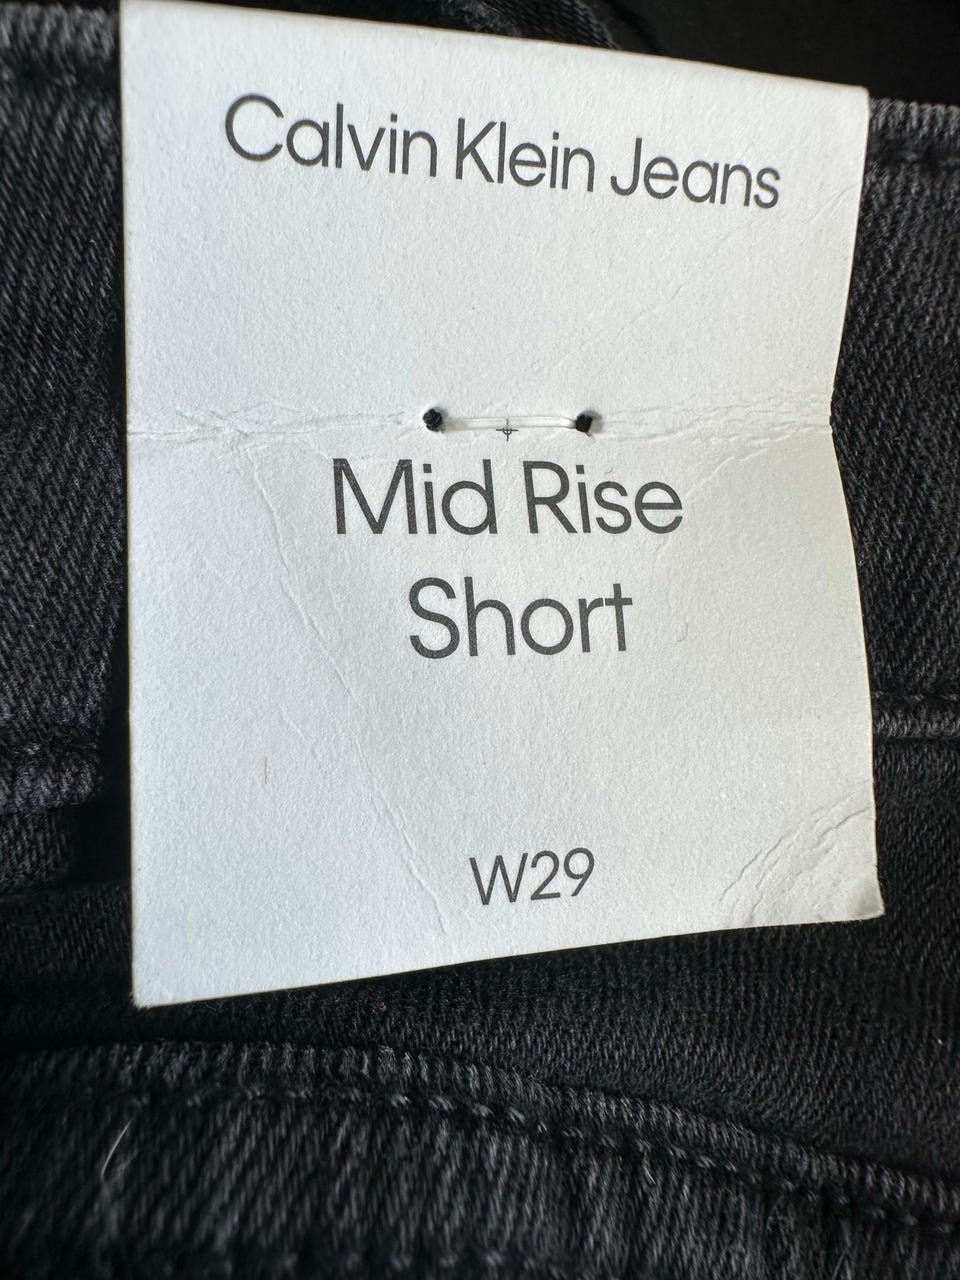 Calvin Klein Jeans
Mid Rise
Short
W29